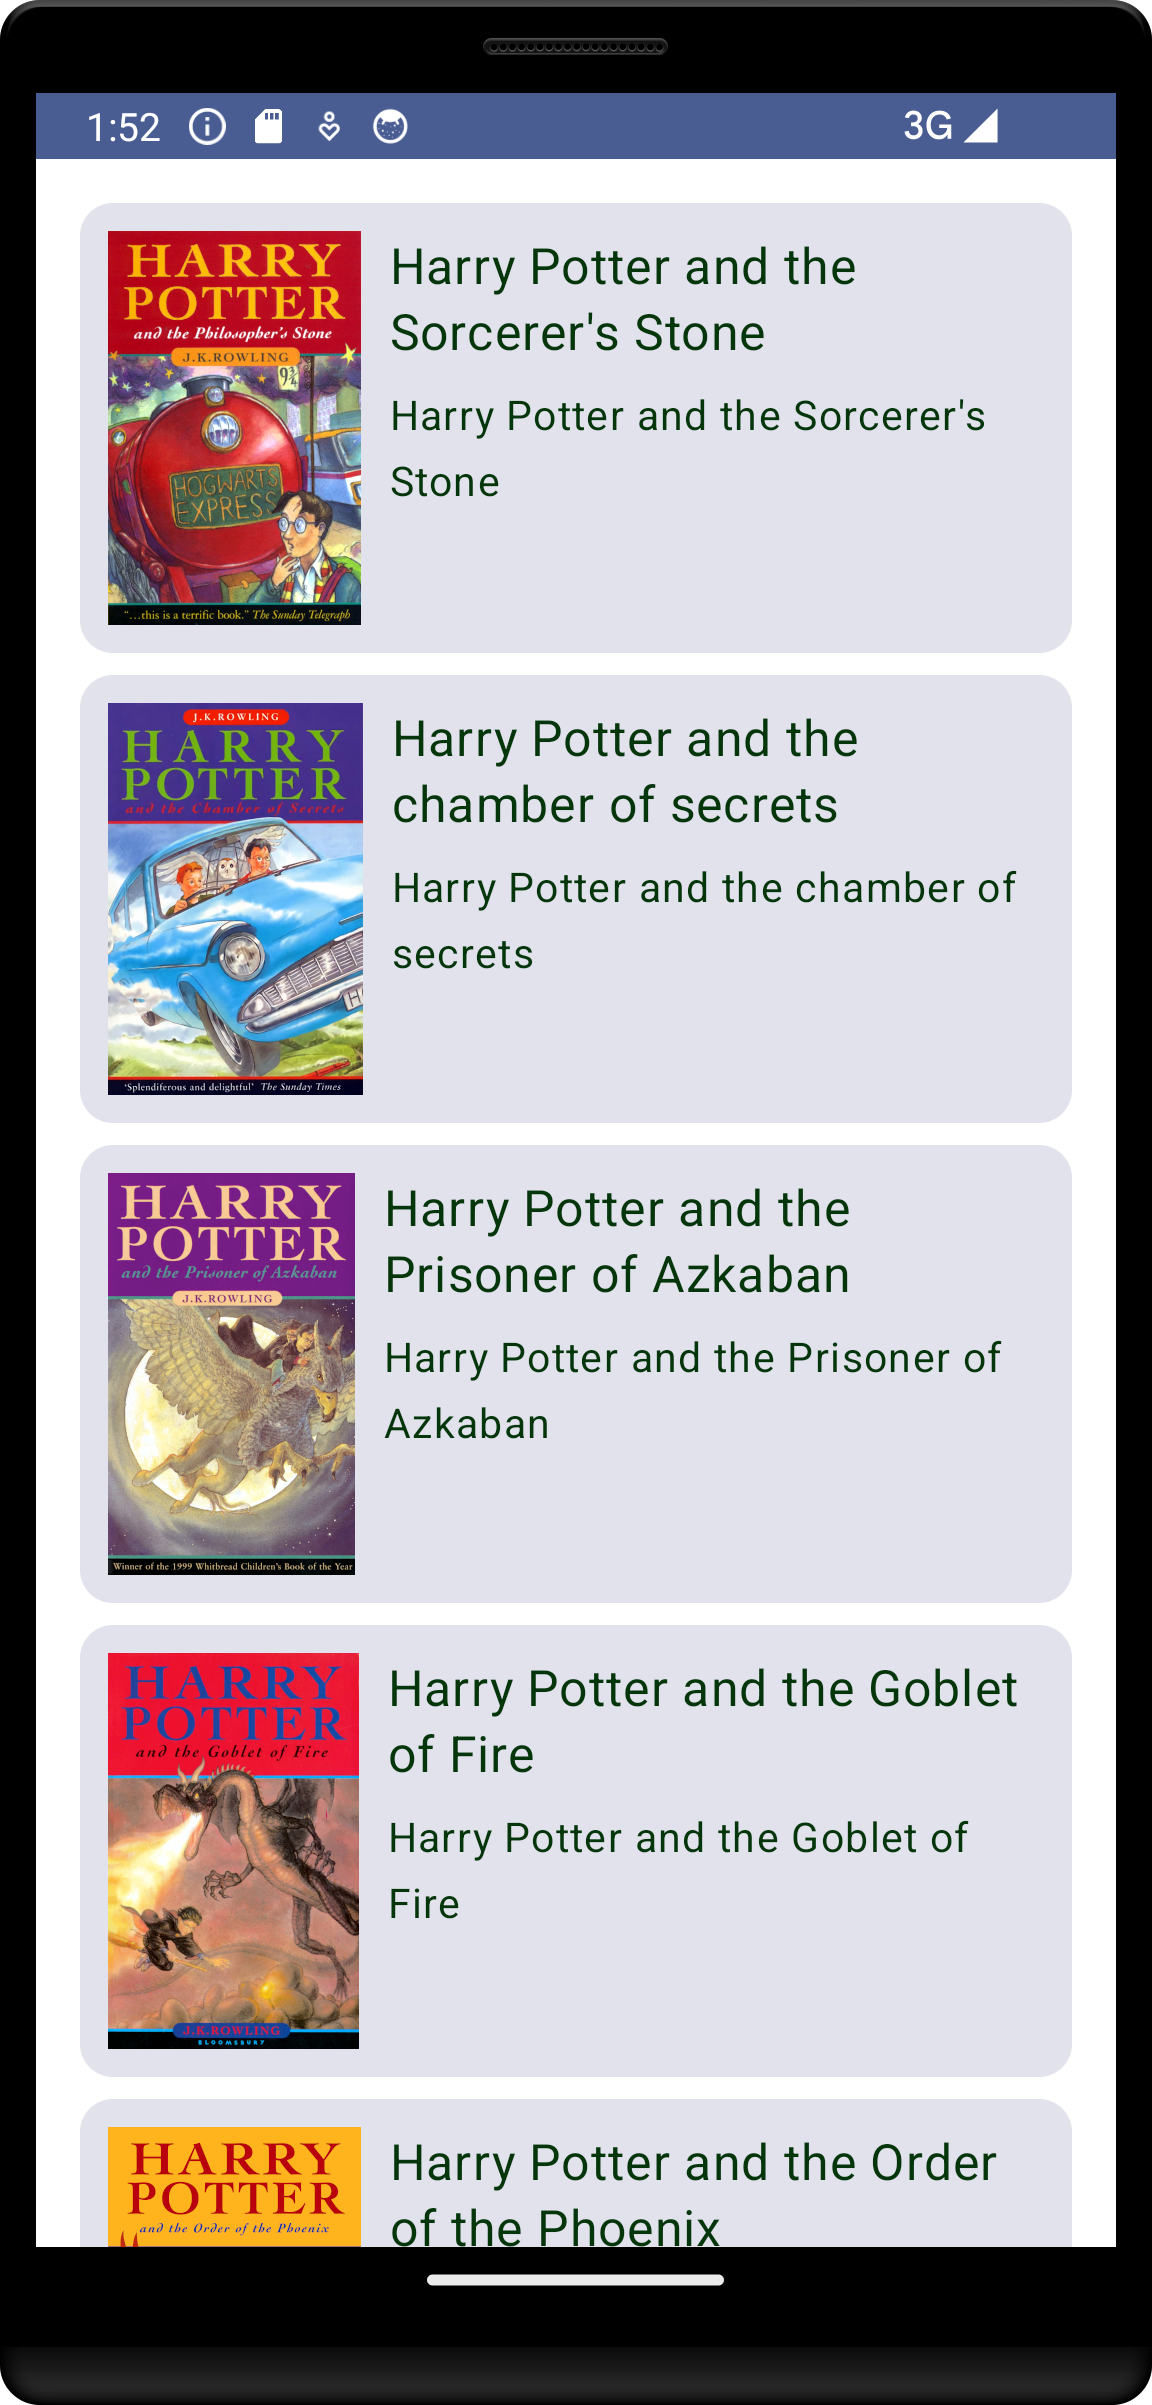 1:52
3G
HARRY
POTTER
and the Philosopher's Stone
J.K.ROWLING
9¾
HOGWARTS
EXPRESS
"...this is a terrific book." The Sunday Telegraph
Harry Potter and the
Sorcerer's Stone
Harry Potter and the Sorcerer's
Stone
J.K.ROWLING
HARRY
POTTER
and the Chamber of Secrets
'Splendiferous and delightful' The Sunday Times
Harry Potter and the
chamber of secrets
Harry Potter and the chamber of
secrets
HARRY
POTTER
and the Prisoner of Azkaban
J.K.ROWLING
Winner of the 1999 Whitbread Children's Book of the Year
Harry Potter and the
Prisoner of Azkaban
Harry Potter and the Prisoner of
Azkaban
HARRY
POTTER
and the Goblet of Fire
J.K.ROWLING
BLOOMSBURY
Harry Potter and the Goblet
of Fire
Harry Potter and the Goblet of
Fire
HARRY
POTTER
and the Order of the Phoenix
Harry Potter and the Order
of the Phoenix